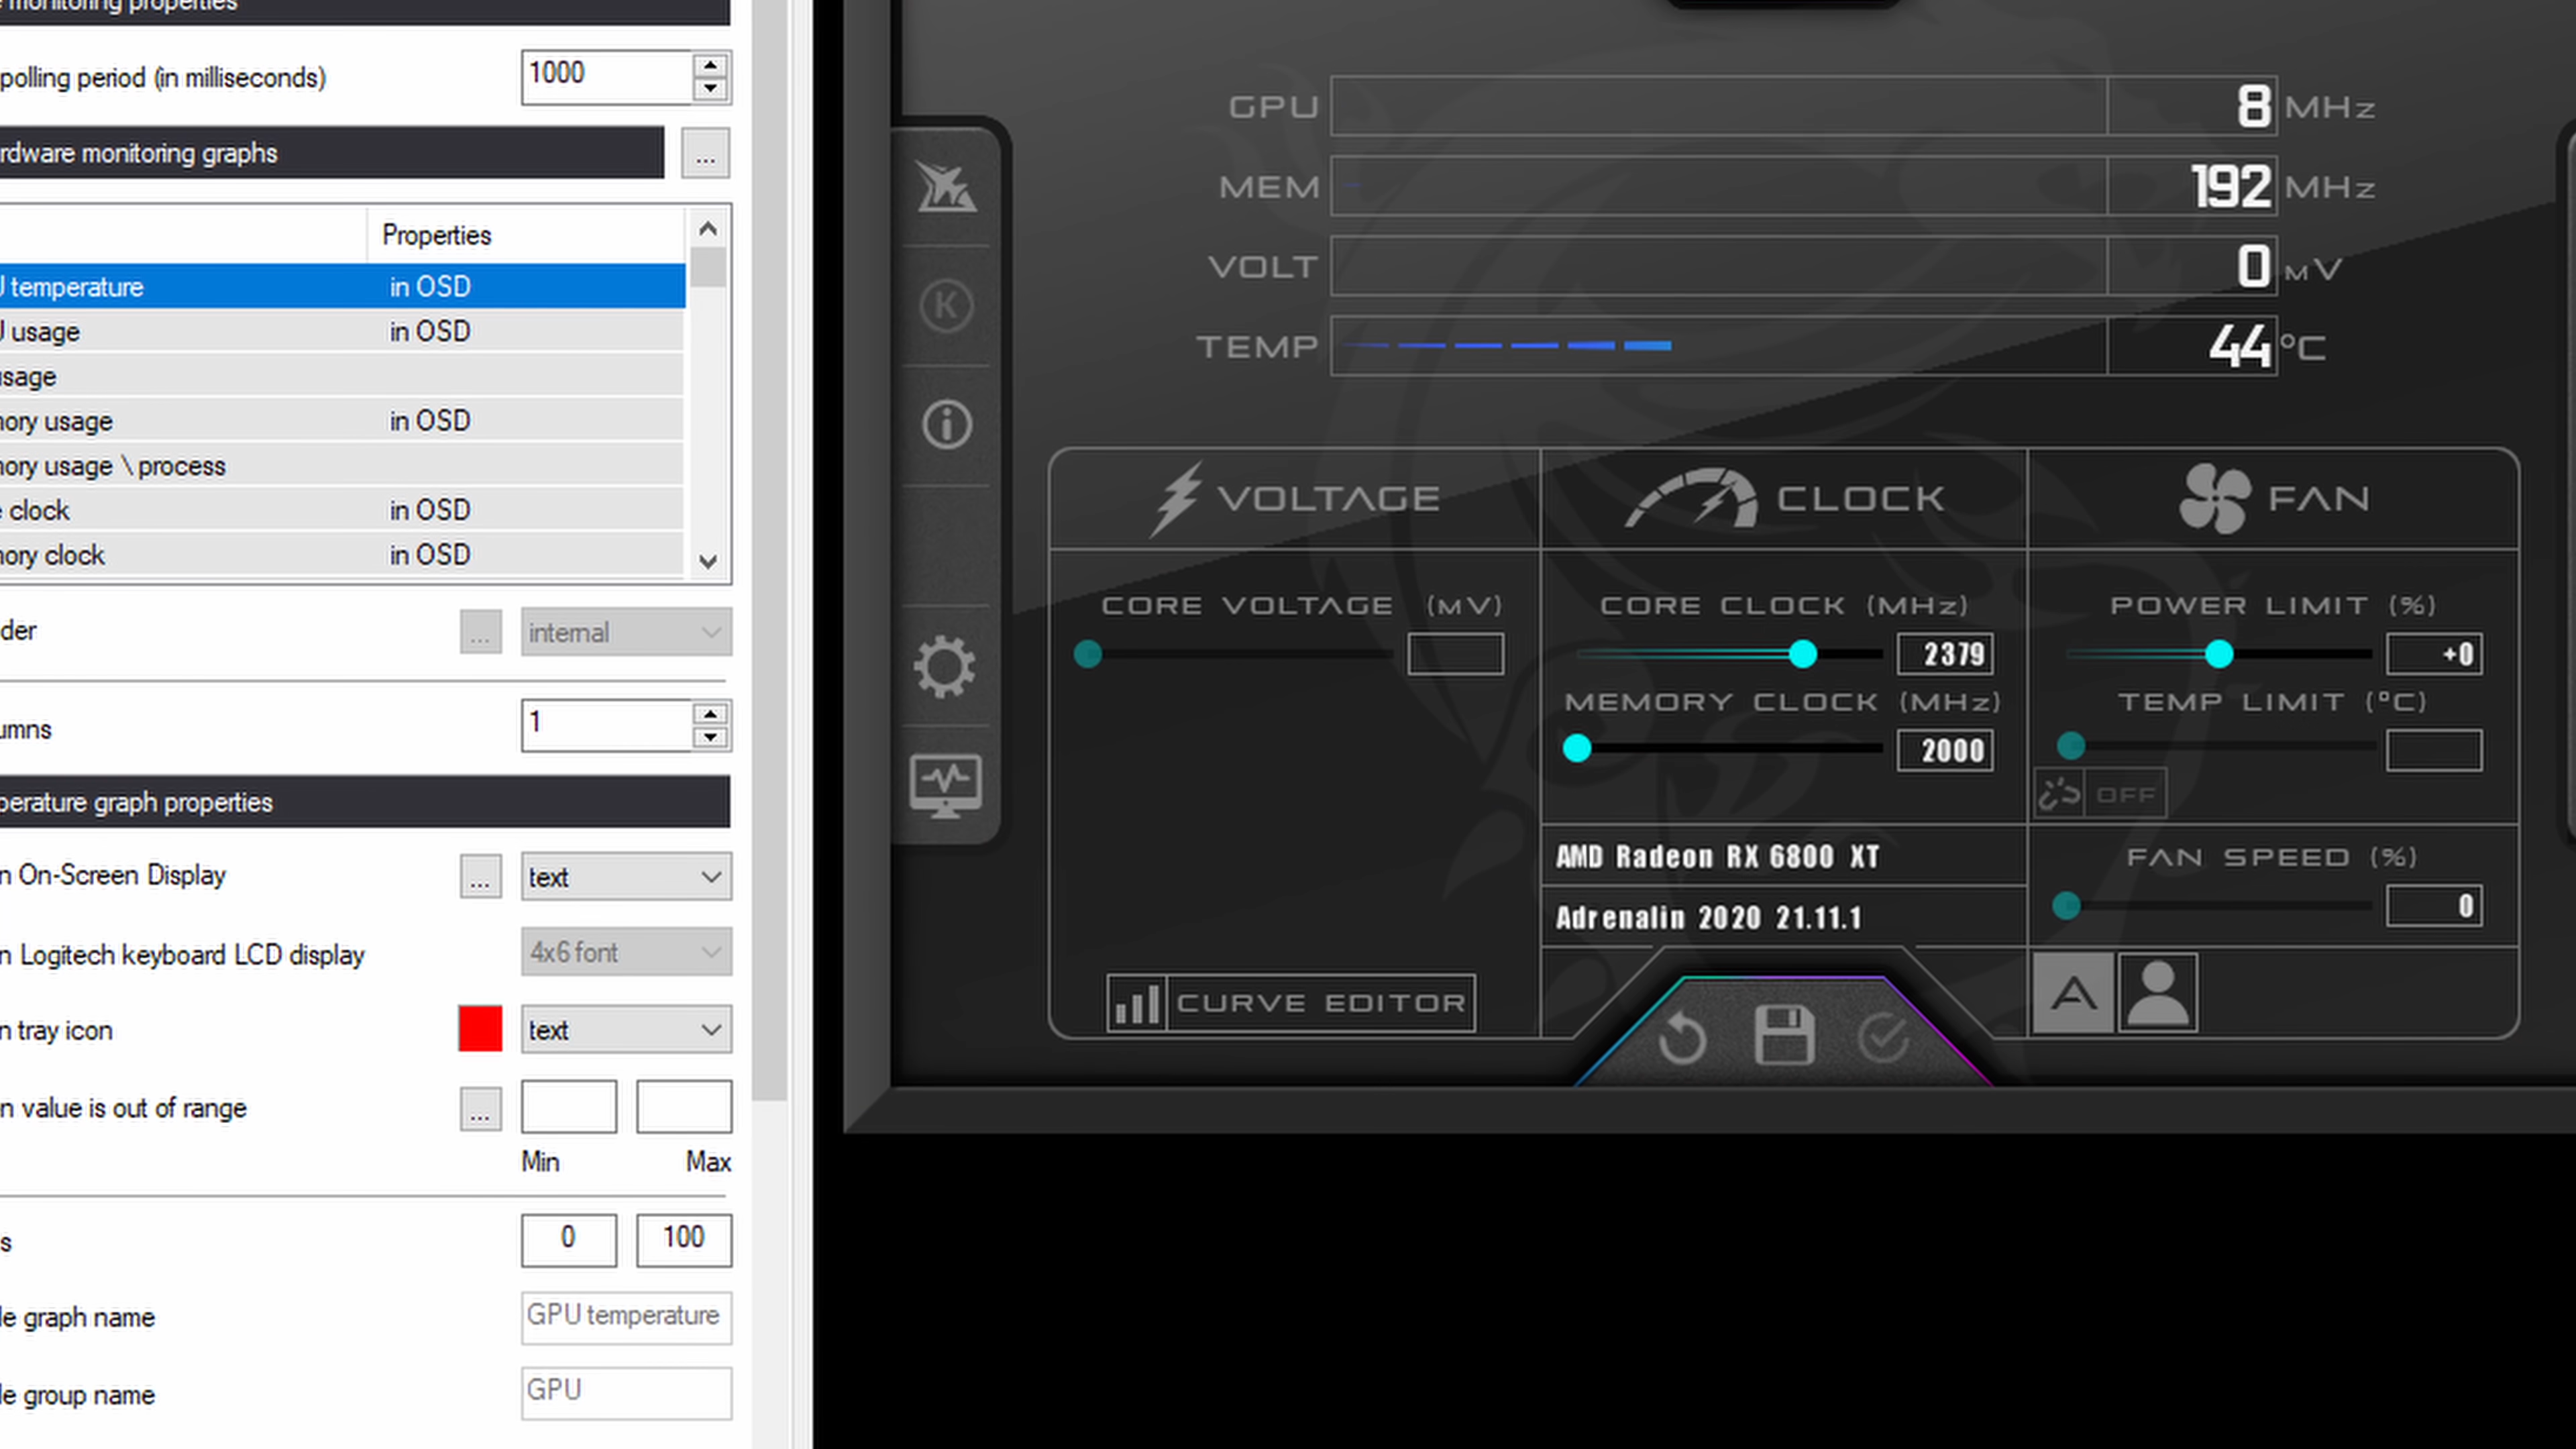 monitoring properties
polling period (in milliseconds)
1000
rdware monitoring graphs
...
Properties
temperature
in OSD
usage
in OSD
usage
ory usage
in OSD
ory usage \ process
clock
in OSD
ory clock
in OSD
der
...
internal
umns
1
perature graph properties
n On-Screen Display
...
text
n Logitech keyboard LCD display
4x6 font
n tray icon
text
n value is out of range
...
Min
Max
s
0
100
le graph name
GPU temperature
le group name
GPU
GPU
8
MHz
MEM
192
MHz
VOLT
0
MV
TEMP
44
°C
K
i
VOLTAGE
CLOCK
FAN
CORE VOLTAGE (MV)
CORE CLOCK (MHz)
2379
MEMORY CLOCK (MHz)
2000
POWER LIMIT (%)
+0
TEMP LIMIT (°C)
OFF
AMD Radeon RX 6800 XT
Adrenalin 2020 21.11.1
FAN SPEED (%)
0
CURVE EDITOR
A